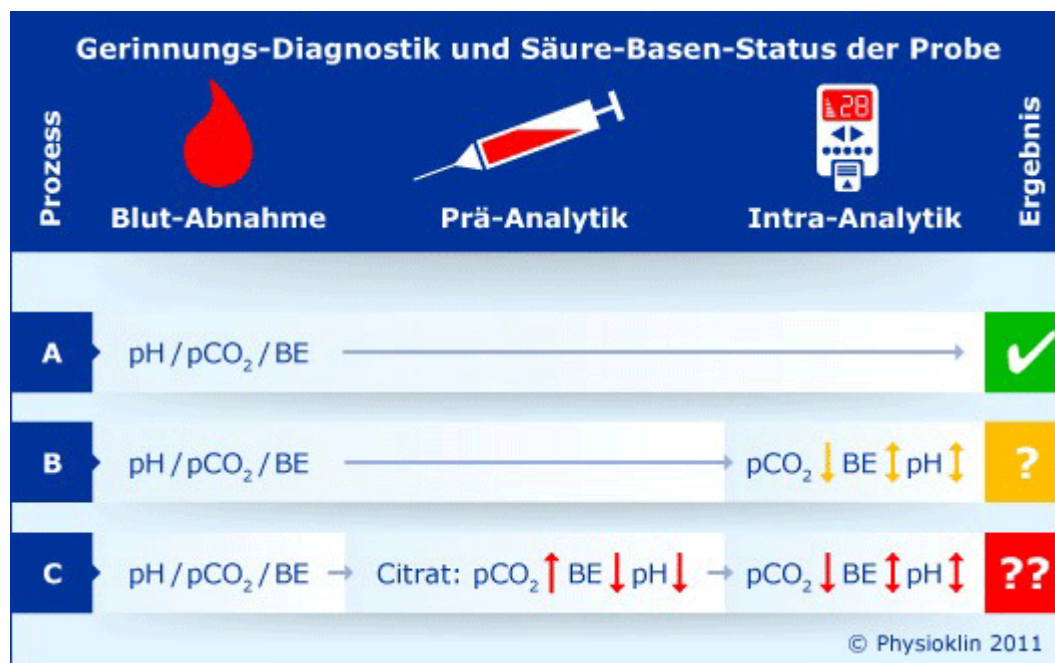 Gerinnungs-Diagnostik und Säure-Basen-Status der Probe
Prozess
28
Ergebnis
Blut-Abnahme Prä-Analytik Intra-Analytik
A pH/pCO₂/BE → ✓
B pH/pCO₂/BE → pCO₂↓BE↕pH↕ ?
C pH/pCO₂/BE → Citrat: pCO₂↑BE↓pH↓ → pCO₂↓BE↕pH↕ ??
© Physioklin 2011